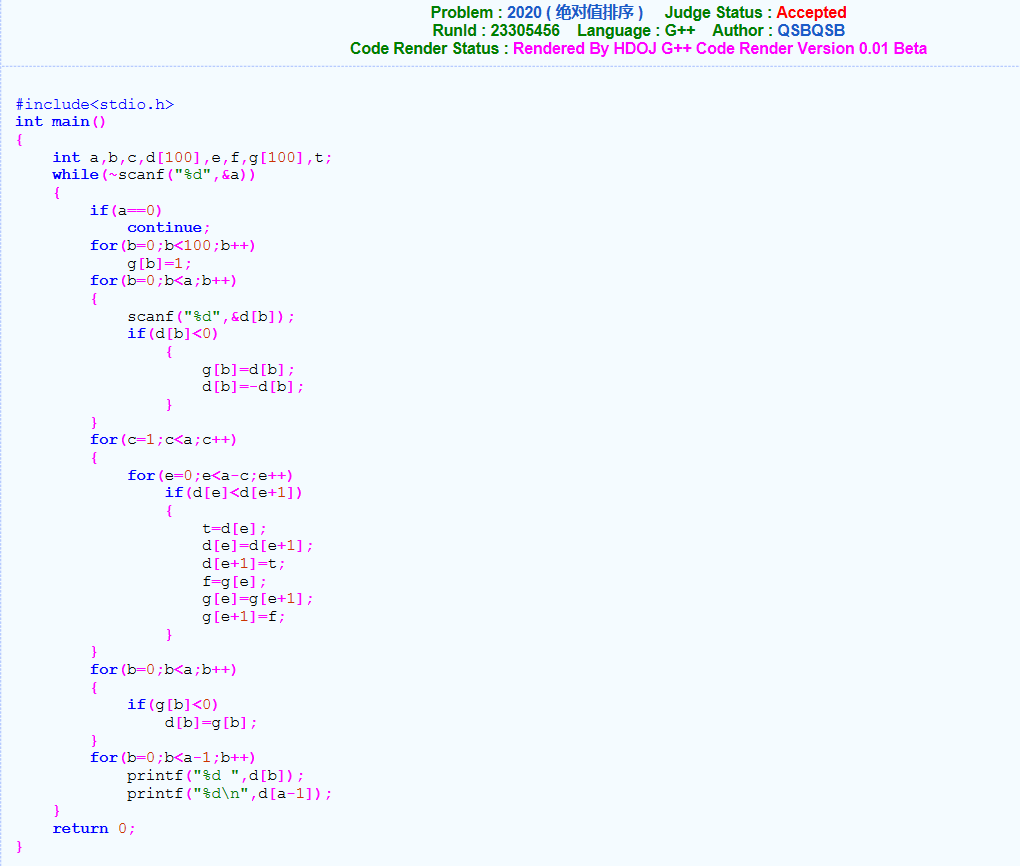 Problem : 2020 ( 绝对值排序 ) Judge Status : Accepted
RunId : 23305456 Language : G++ Author : QSBQSB
Code Render Status : Rendered By HDOJ G++ Code Render Version 0.01 Beta
#include<stdio.h>
int main()
{
    int a,b,c,d[100],e,f,g[100],t;
    while(~scanf("%d",&a))
    {
        if(a==0)
            continue;
        for(b=0;b<100;b++)
            g[b]=1;
        for(b=0;b<a;b++)
        {
            scanf("%d",&d[b]);
            if(d[b]<0)
                {
                    g[b]=d[b];
                    d[b]=-d[b];
                }
        }
        for(c=1;c<a;c++)
        {
            for(e=0;e<a-c;e++)
                if(d[e]<d[e+1])
                {
                    t=d[e];
                    d[e]=d[e+1];
                    d[e+1]=t;
                    f=g[e];
                    g[e]=g[e+1];
                    g[e+1]=f;
                }
        }
        for(b=0;b<a;b++)
        {
            if(g[b]<0)
                d[b]=g[b];
        }
        for(b=0;b<a-1;b++)
            printf("%d ",d[b]);
            printf("%d\n",d[a-1]);
    }
    return 0;
}